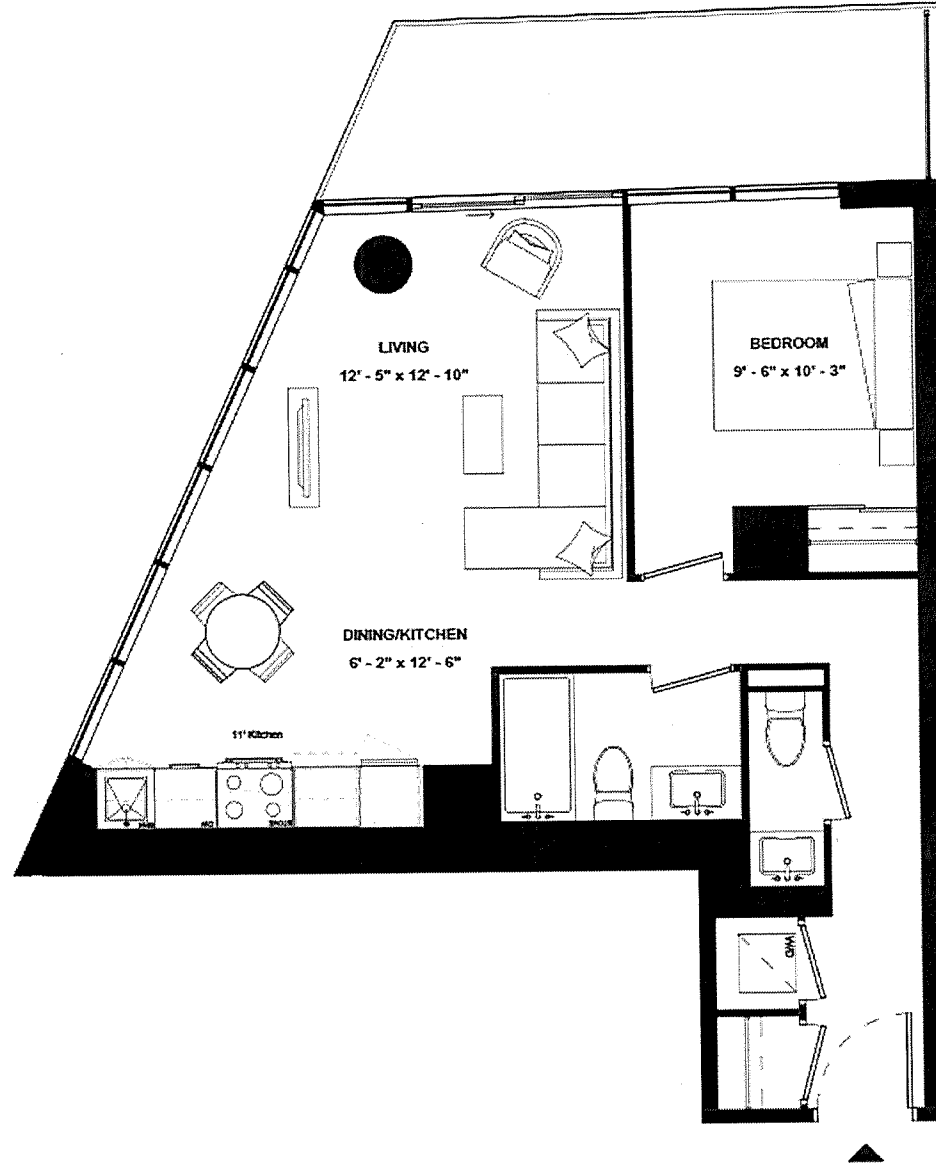 LIVING
12' - 5" x 12' - 10"
BEDROOM
9' - 6" x 10' - 3"
DINING/KITCHEN
6' - 2" x 12' - 6"
11' Kitchen
W/D